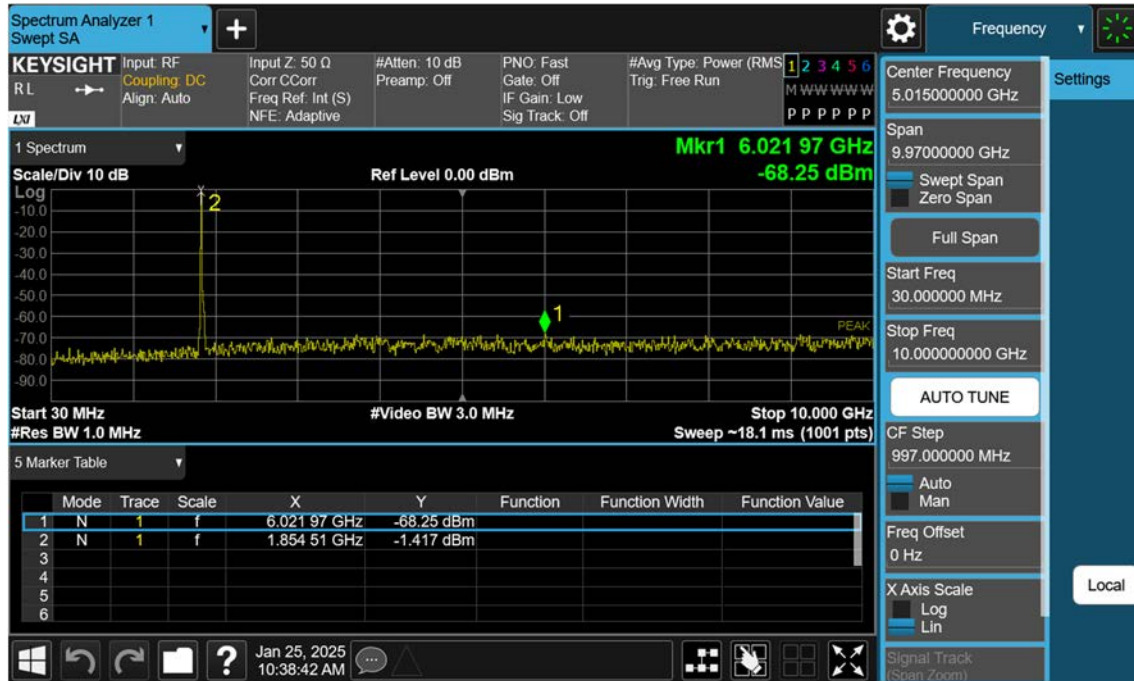 Spectrum Analyzer 1
Swept SA
+
Frequency
KEYSIGHT
RL
LXI
Input: RF
Coupling: DC
Align: Auto
Input Z: 50 Ω
Corr CCorr
Freq Ref: Int (S)
NFE: Adaptive
#Atten: 10 dB
Preamp: Off
PNO: Fast
Gate: Off
IF Gain: Low
Sig Track: Off
#Avg Type: Power (RMS
Trig: Free Run
1 2 3 4 5 6
M W W W W W
P P P P P P
1 Spectrum
Scale/Div 10 dB
Ref Level 0.00 dBm
Mkr1 6.021 97 GHz
-68.25 dBm
Log
-10.0
-20.0
-30.0
-40.0
-50.0
-60.0
-70.0
-80.0
-90.0
2
1
PEAK
Start 30 MHz
#Video BW 3.0 MHz
Stop 10.000 GHz
#Res BW 1.0 MHz
Sweep ~18.1 ms (1001 pts)
5 Marker Table
Mode Trace Scale X Y Function Function Width Function Value
1 N 1 f 6.021 97 GHz -68.25 dBm
2 N 1 f 1.854 51 GHz -1.417 dBm
3
4
5
6
Jan 25, 2025
10:38:42 AM
?
Center Frequency
5.015000000 GHz
Span
9.97000000 GHz
Swept Span
Zero Span
Full Span
Start Freq
30.000000 MHz
Stop Freq
10.000000000 GHz
AUTO TUNE
CF Step
997.000000 MHz
Auto
Man
Freq Offset
0 Hz
X Axis Scale
Log
Lin
Signal Track
(Span Zoom)
Settings
Local